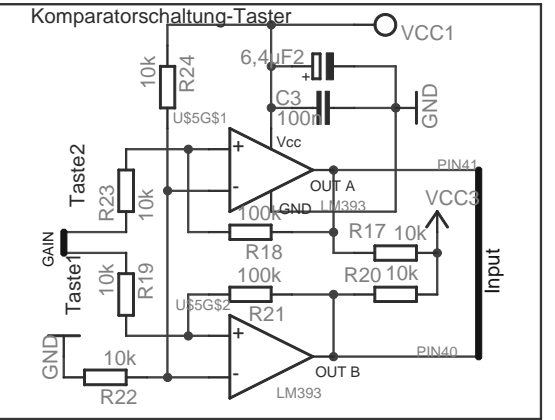 Komparatorschaltung-Taster
VCC1
6,4uF2
+
10k
R24
C3
100n
GND
U$5G$1
Vcc
+
-
OUT A
GND
LM393
PIN41
Taste2
R23
10k
100k
R18
VCC3
R17
10k
GAIN
Taste1
R19
10k
100k
R21
R20
10k
Input
U$5G$2
+
-
OUT B
LM393
PIN40
GND
10k
R22